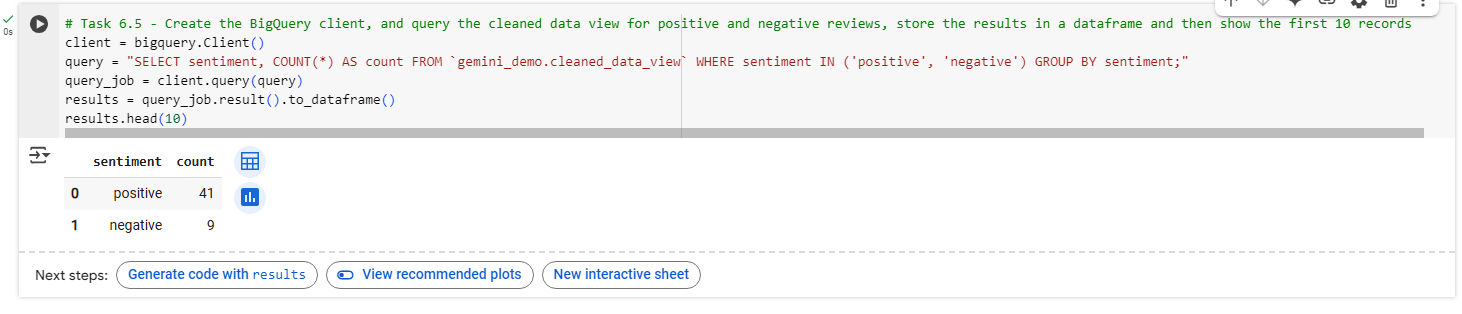 0s
# Task 6.5 - Create the BigQuery client, and query the cleaned data view for positive and negative reviews, store the results in a dataframe and then show the first 10 records
client = bigquery.Client()
query = "SELECT sentiment, COUNT(*) AS count FROM `gemini_demo.cleaned_data_view` WHERE sentiment IN ('positive', 'negative') GROUP BY sentiment;"
query_job = client.query(query)
results = query_job.result().to_dataframe()
results.head(10)
sentiment count
0 positive 41
1 negative 9
Next steps: Generate code with results View recommended plots New interactive sheet